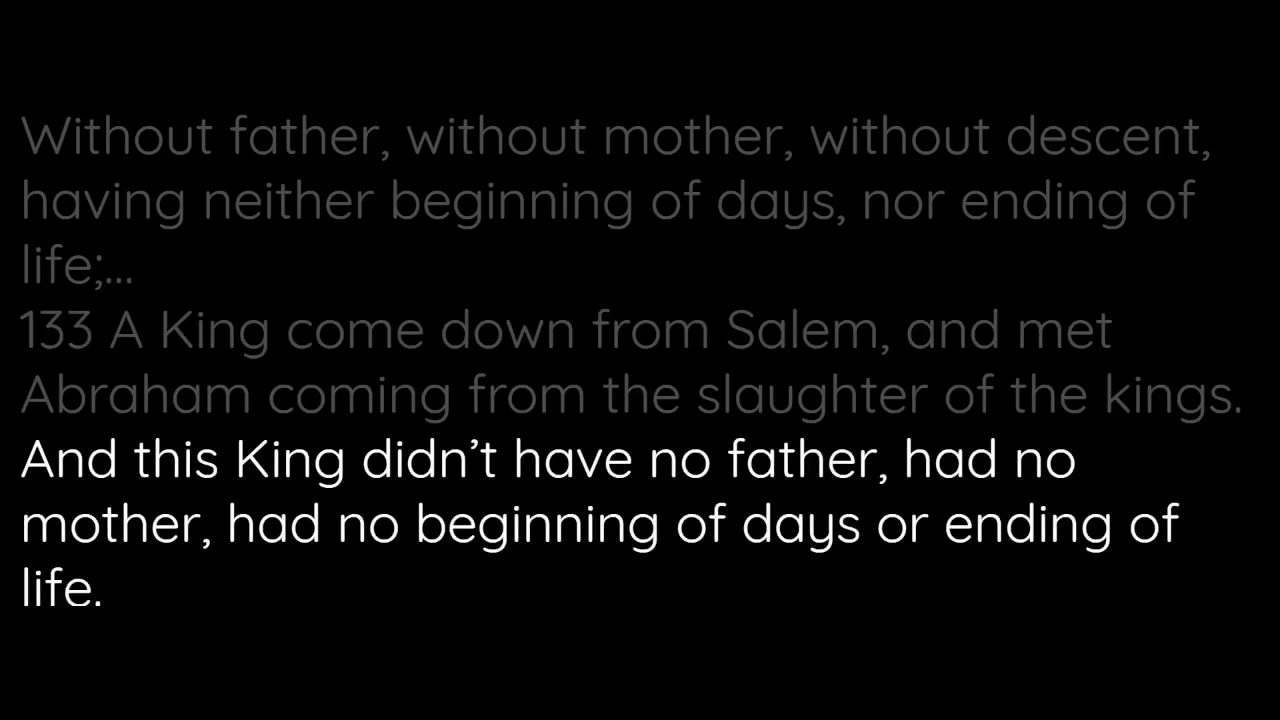 Without father, without mother, without descent,
having neither beginning of days, nor ending of
life;...
133 A King come down from Salem, and met
Abraham coming from the slaughter of the kings.
And this King didn’t have no father, had no
mother, had no beginning of days or ending of
life.